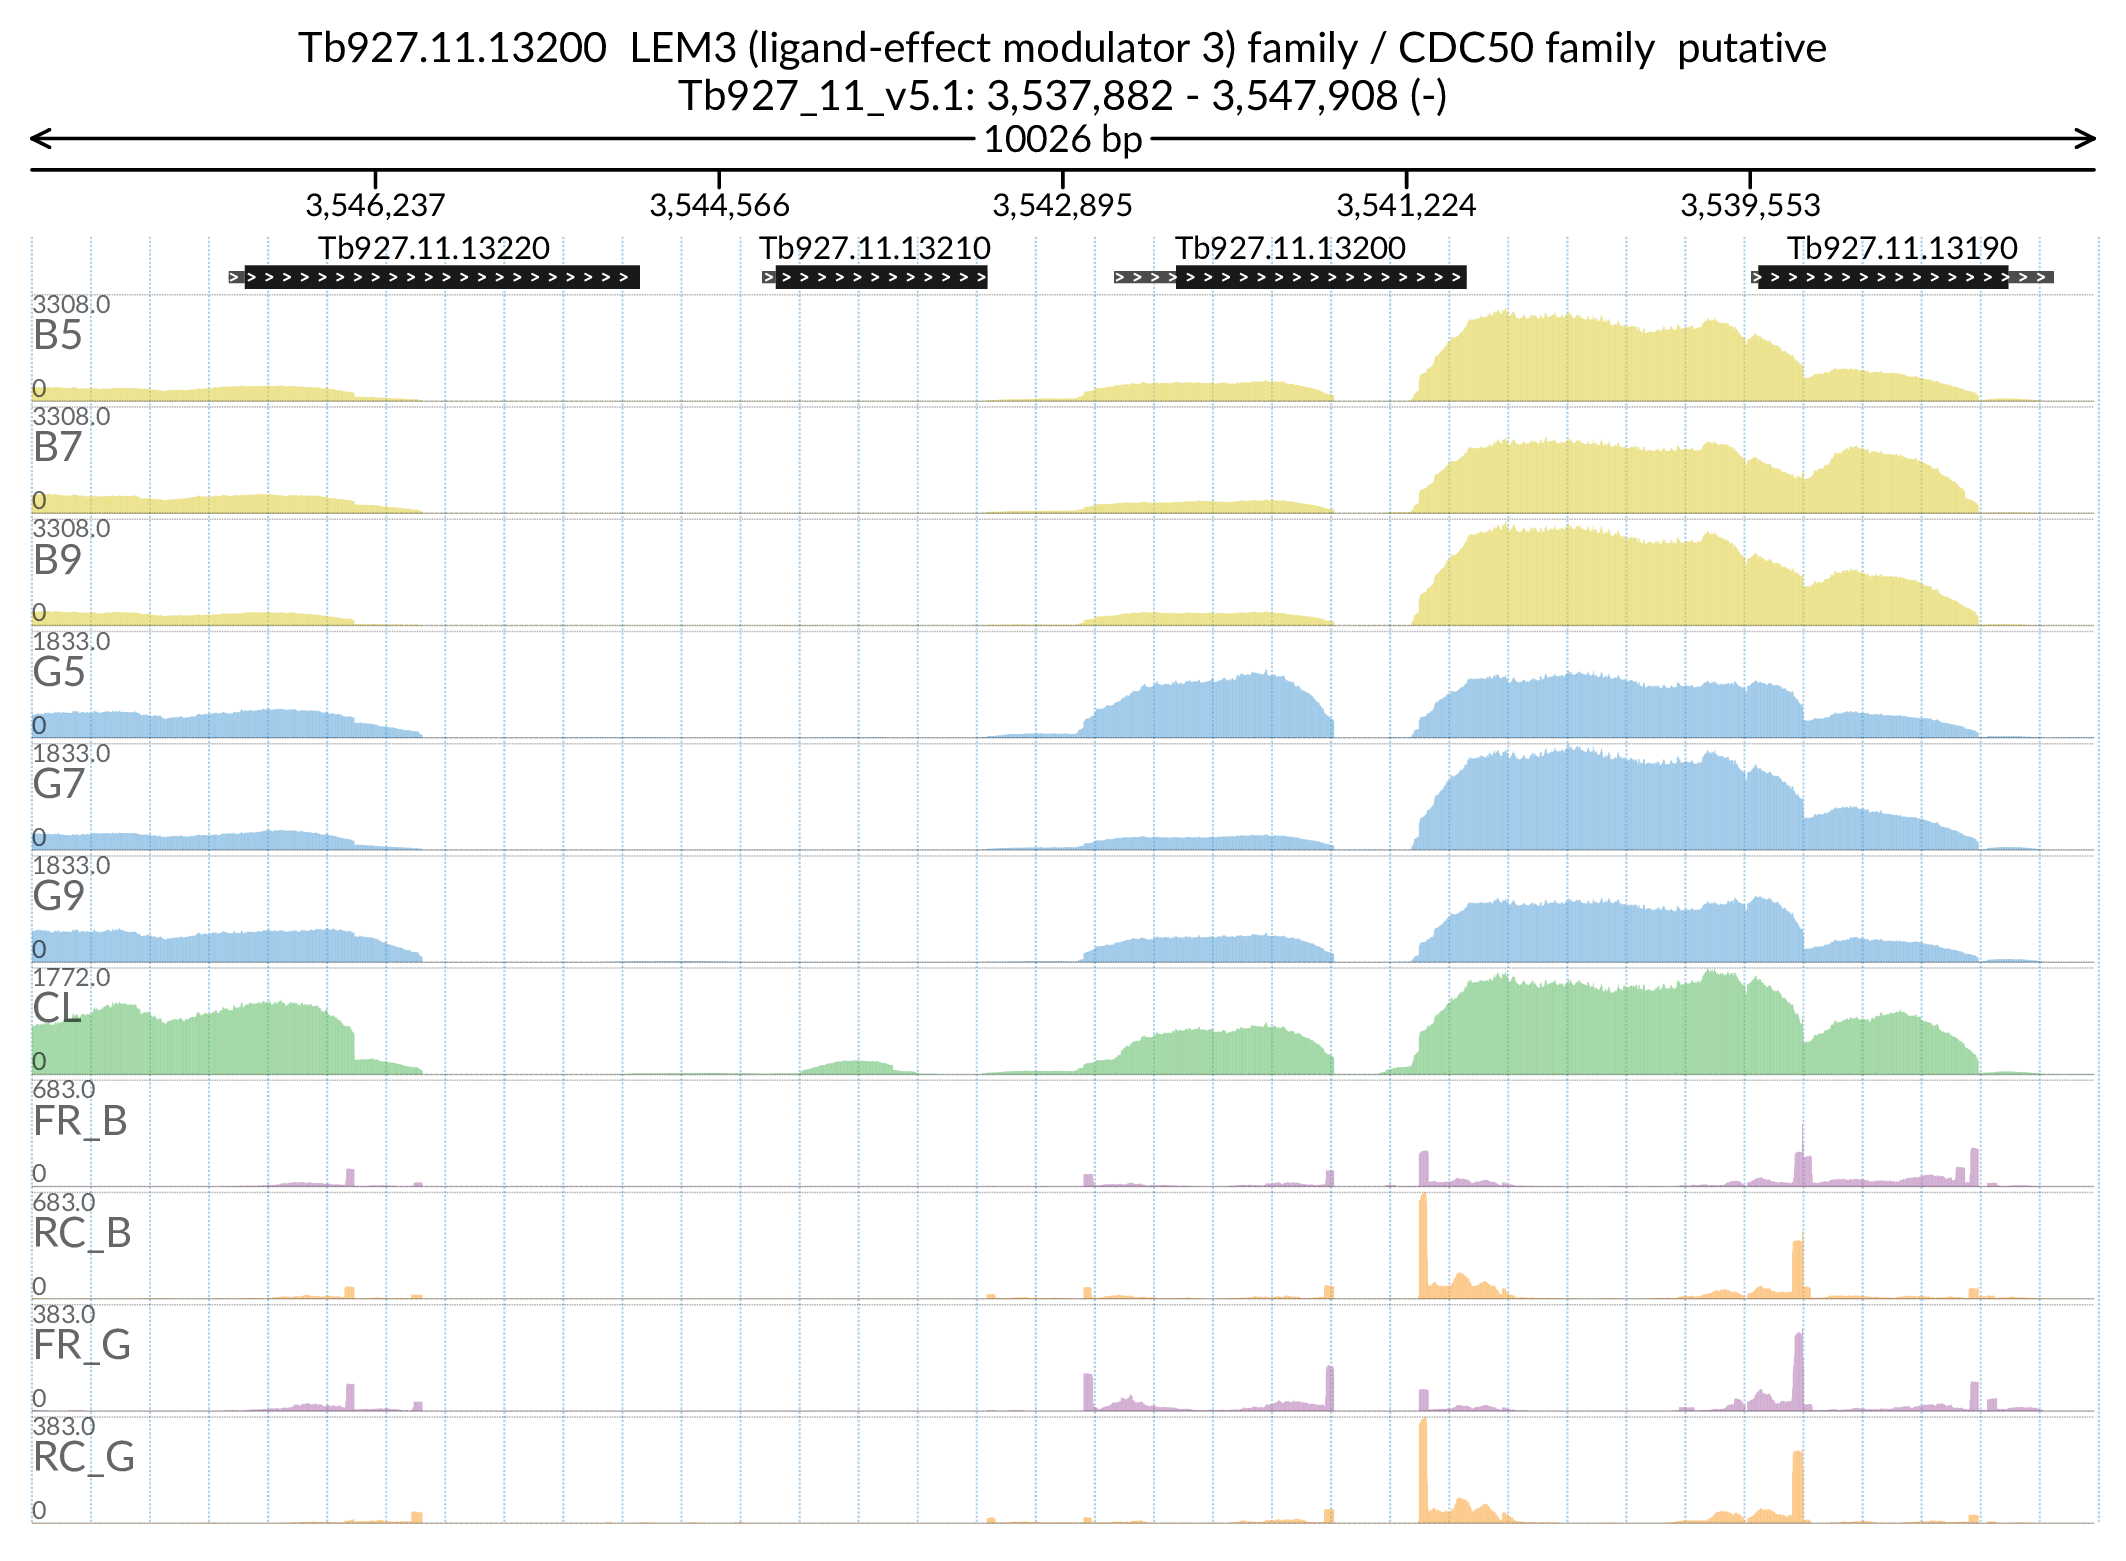 Tb927.11.13200 LEM3 (ligand-effect modulator 3) family / CDC50 family putative
Tb927_11_v5.1: 3,537,882 - 3,547,908 (-)
10026 bp
3,546,237 3,544,566 3,542,895 3,541,224 3,539,553
Tb927.11.13220 Tb927.11.13210 Tb927.11.13200 Tb927.11.13190
3308.0
B5
0
3308.0
B7
0
3308.0
B9
0
1833.0
G5
0
1833.0
G7
0
1833.0
G9
0
1772.0
CL
0
683.0
FR_B
0
683.0
RC_B
0
383.0
FR_G
0
383.0
RC_G
0